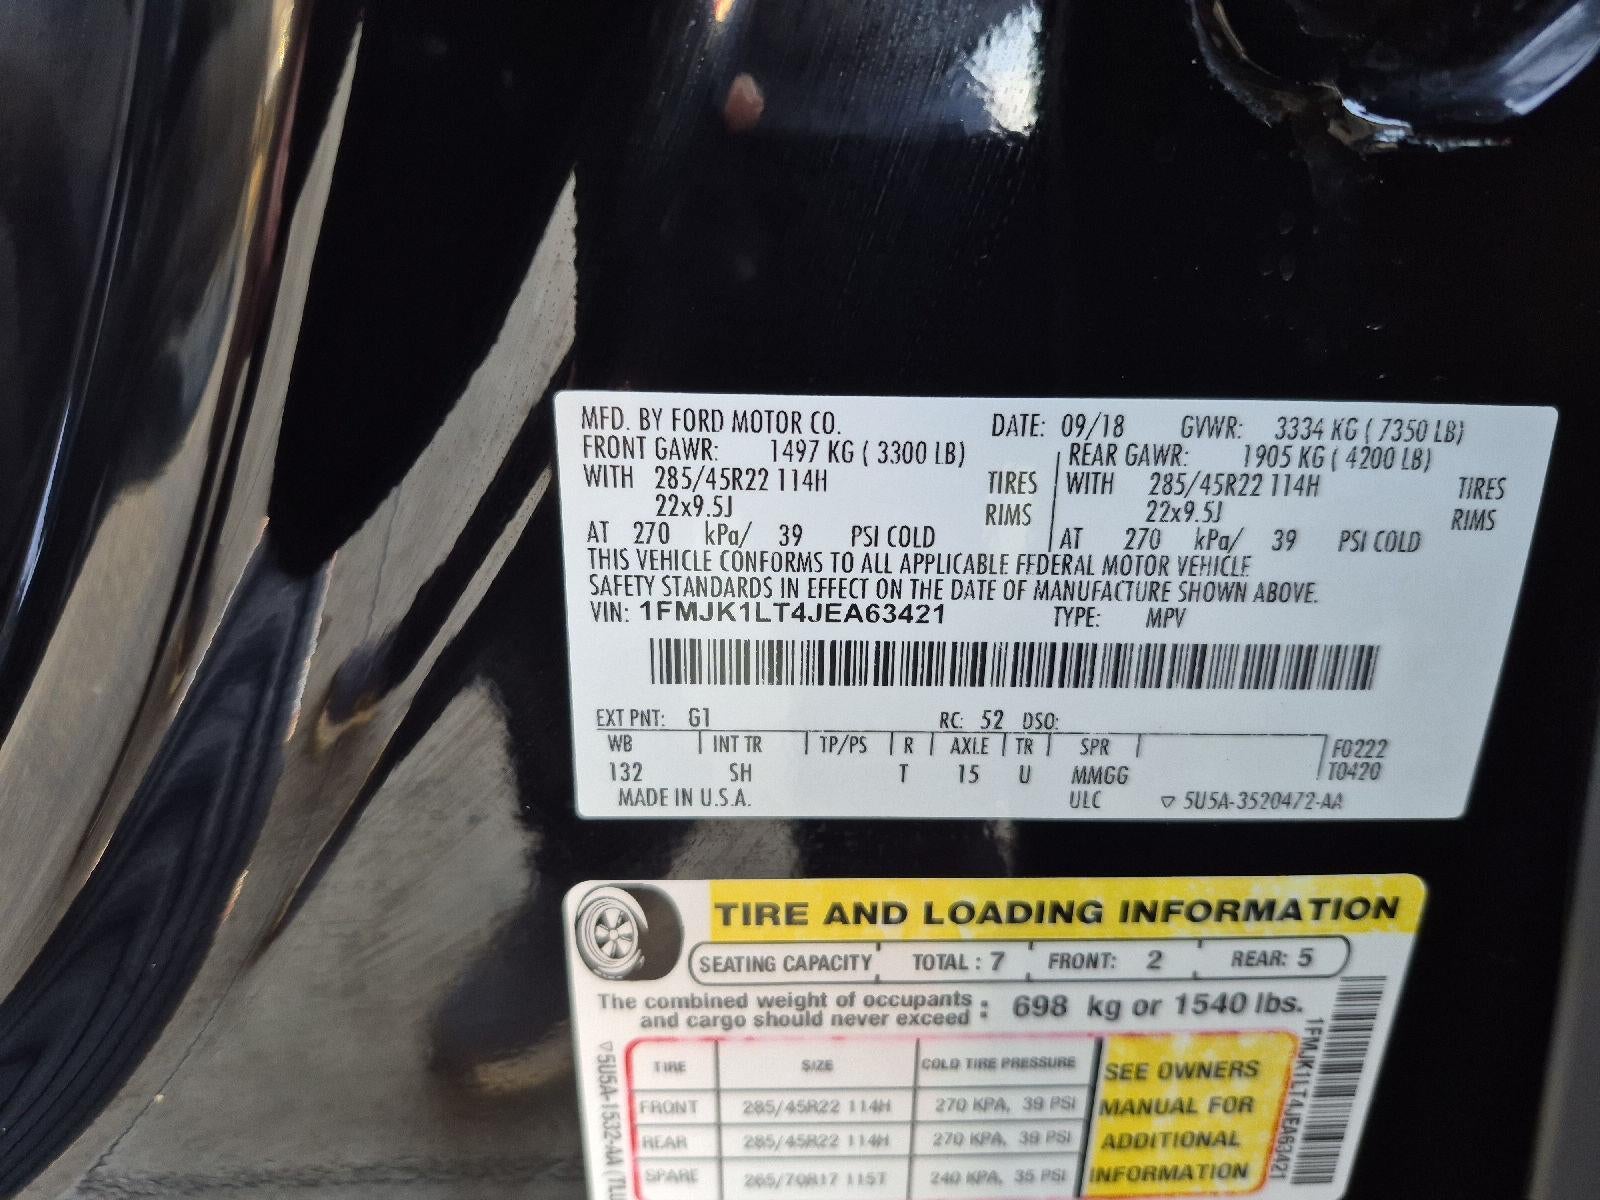 MFD. BY FORD MOTOR CO. DATE: 09/18 GVWR: 3334 KG ( 7350 LB)
FRONT GAWR: 1497 KG ( 3300 LB) REAR GAWR: 1905 KG ( 4200 LB)
WITH 285/45R22 114H TIRES WITH 285/45R22 114H TIRES
22x9.5J RIMS 22x9.5J RIMS
AT 270 kPa/ 39 PSI COLD AT 270 kPa/ 39 PSI COLD
THIS VEHICLE CONFORMS TO ALL APPLICABLE FEDERAL MOTOR VEHICLE
SAFETY STANDARDS IN EFFECT ON THE DATE OF MANUFACTURE SHOWN ABOVE.
VIN: 1FMJK1LT4JEA63421 TYPE: MPV
EXT PNT: G1 RC: 52 DSO:
WB INT TR TP/PS R AXLE TR SPR F0222
132 SH T 15 U MMGG T0420
MADE IN U.S.A. ULC ▽ 5U5A-3520472-AA
TIRE AND LOADING INFORMATION
SEATING CAPACITY TOTAL : 7 FRONT: 2 REAR: 5
The combined weight of occupants
and cargo should never exceed : 698 kg or 1540 lbs.
TIRE SIZE COLD TIRE PRESSURE SEE OWNERS
FRONT 285/45R22 114H 270 KPA, 39 PSI MANUAL FOR
REAR 285/45R22 114H 270 KPA, 39 PSI ADDITIONAL
SPARE 265/70R17 115T 240 KPA, 35 PSI INFORMATION
▽5U5A-1532-AA
1FMJK1LT4JEA63421